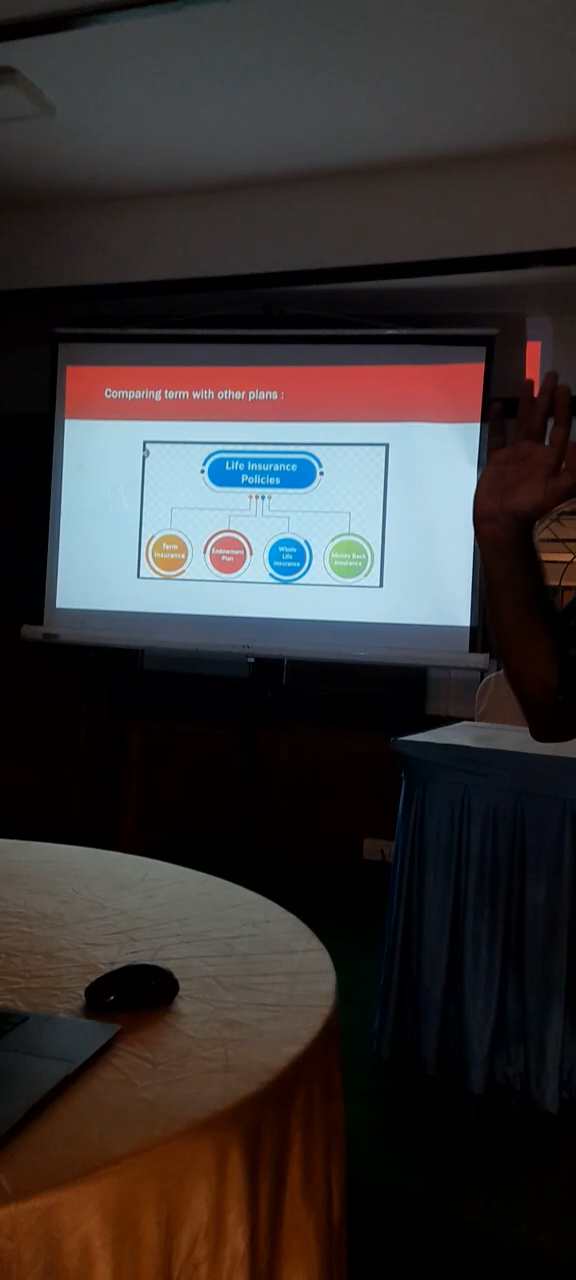 Comparing term with other plans :
Life Insurance
Policies
Term
Insurance
Endowment
Plan
Whole
Life
Insurance
Money Back
Insurance